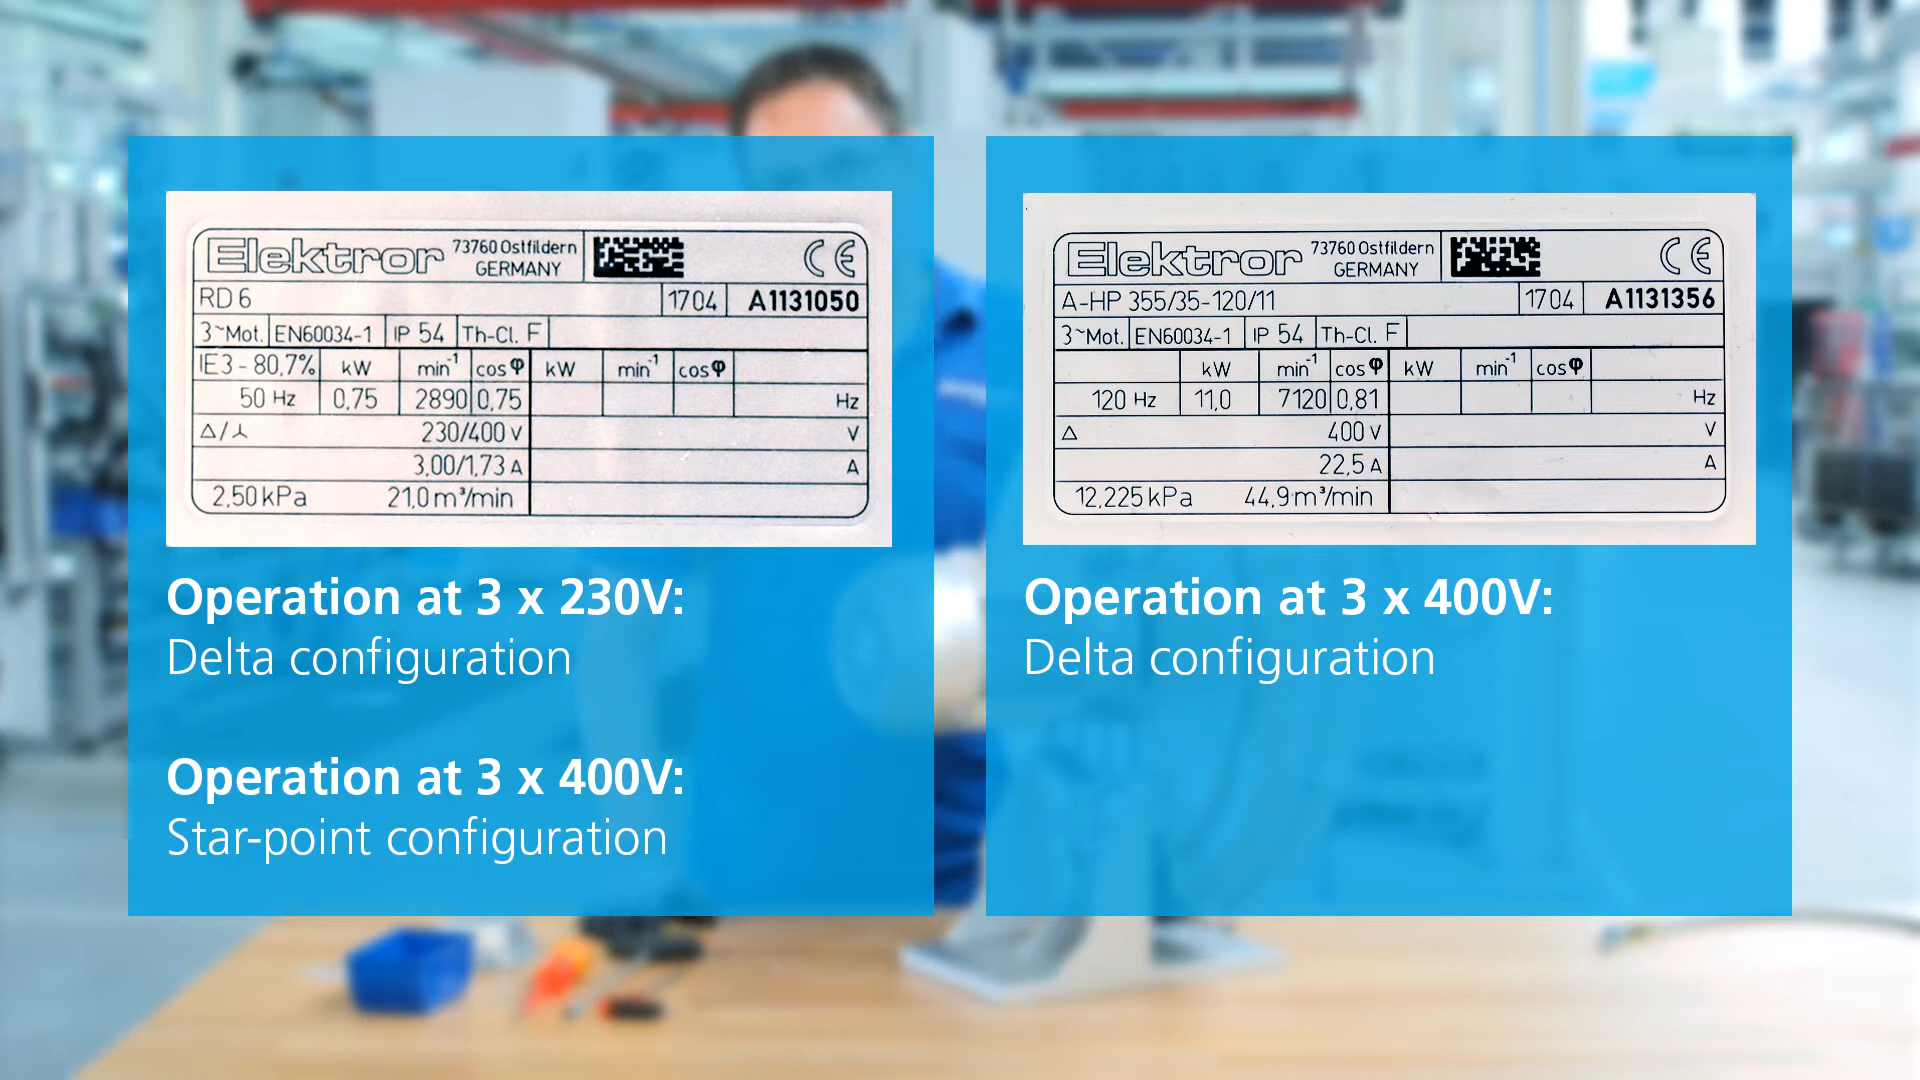 Elektror 73760 Ostfildern GERMANY CE
RD 6 1704 A1131050
3~Mot. EN60034-1 IP 54 Th-Cl. F
IE3 - 80,7% kW min⁻¹ cos φ kW min⁻¹ cos φ
50 Hz 0,75 2890 0,75 Hz
△/⅄ 230/400 V V
3,00/1,73 A A
2,50 kPa 21,0 m³/min
Operation at 3 x 230V:
Delta configuration
Operation at 3 x 400V:
Star-point configuration
Elektror 73760 Ostfildern GERMANY CE
A-HP 355/35-120/11 1704 A1131356
3~Mot. EN60034-1 IP 54 Th-Cl. F
kW min⁻¹ cos φ kW min⁻¹ cos φ
120 Hz 11,0 7120 0,81 Hz
△ 400 V V
22,5 A A
12,225 kPa 44,9 m³/min
Operation at 3 x 400V:
Delta configuration